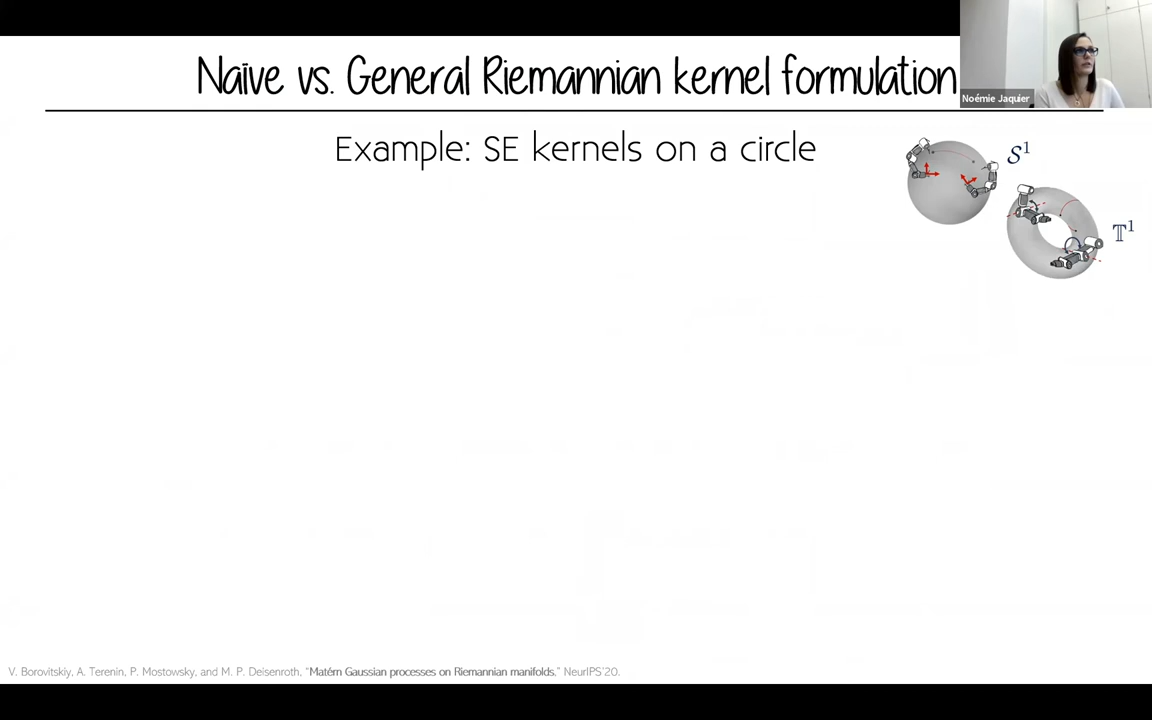 Naïve vs. General Riemannian kernel formulation
Noémie Jaquier
Example: SE kernels on a circle
𝒮¹
𝕋¹
V. Borovitskiy, A. Terenin, P. Mostowsky, and M. P. Deisenroth, "Matérn Gaussian processes on Riemannian manifolds," NeurIPS'20.